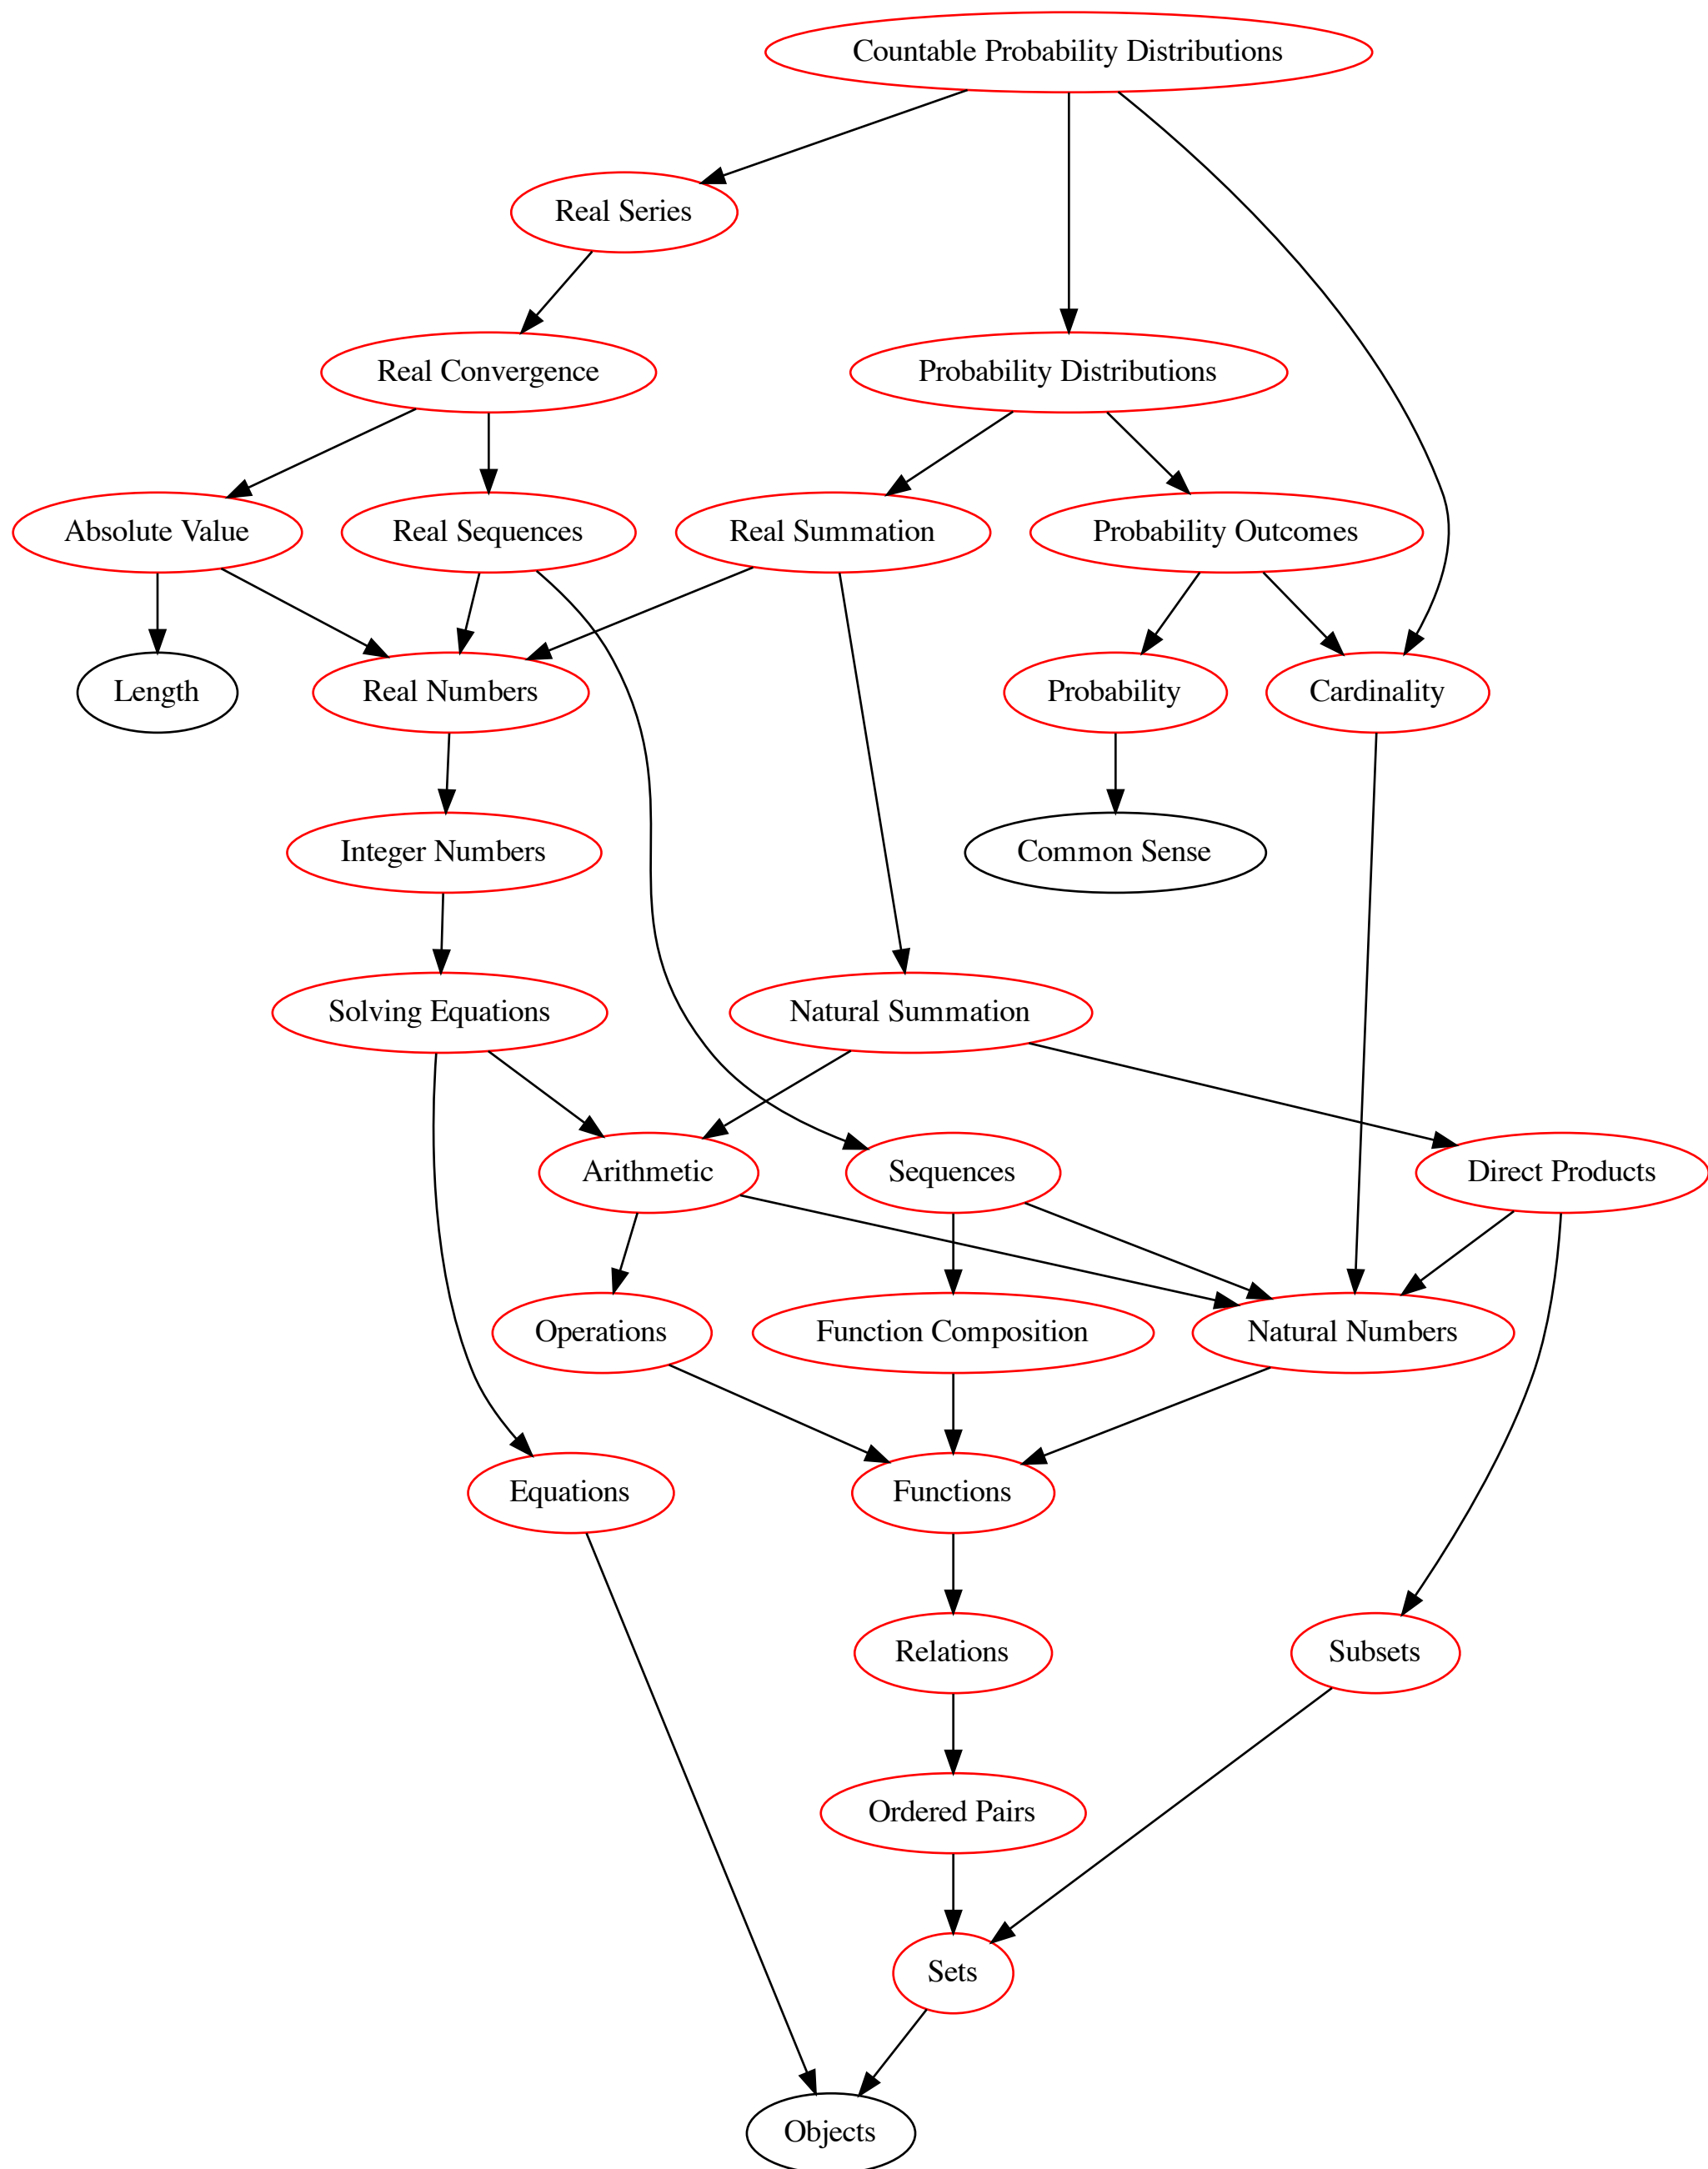 Countable Probability Distributions
Real Series
Real Convergence
Probability Distributions
Absolute Value
Real Sequences
Real Summation
Probability Outcomes
Length
Real Numbers
Probability
Cardinality
Integer Numbers
Common Sense
Solving Equations
Natural Summation
Arithmetic
Sequences
Direct Products
Operations
Function Composition
Natural Numbers
Equations
Functions
Relations
Subsets
Ordered Pairs
Sets
Objects